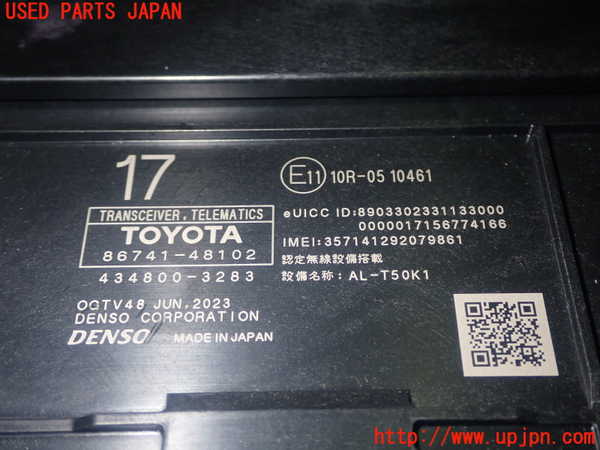 USED PARTS JAPAN
17
E11 10R-05 10461
TRANSCEIVER, TELEMATICS
TOYOTA
86741-48102
434800-3283
eUICC ID:8903302331133000
0000017156774166
IMEI:357141292079861
認定無線設備搭載
設備名称: AL-T50K1
OGTV48 JUN,2023
DENSO CORPORATION
DENSO MADE IN JAPAN
http://www.upjpn.com/